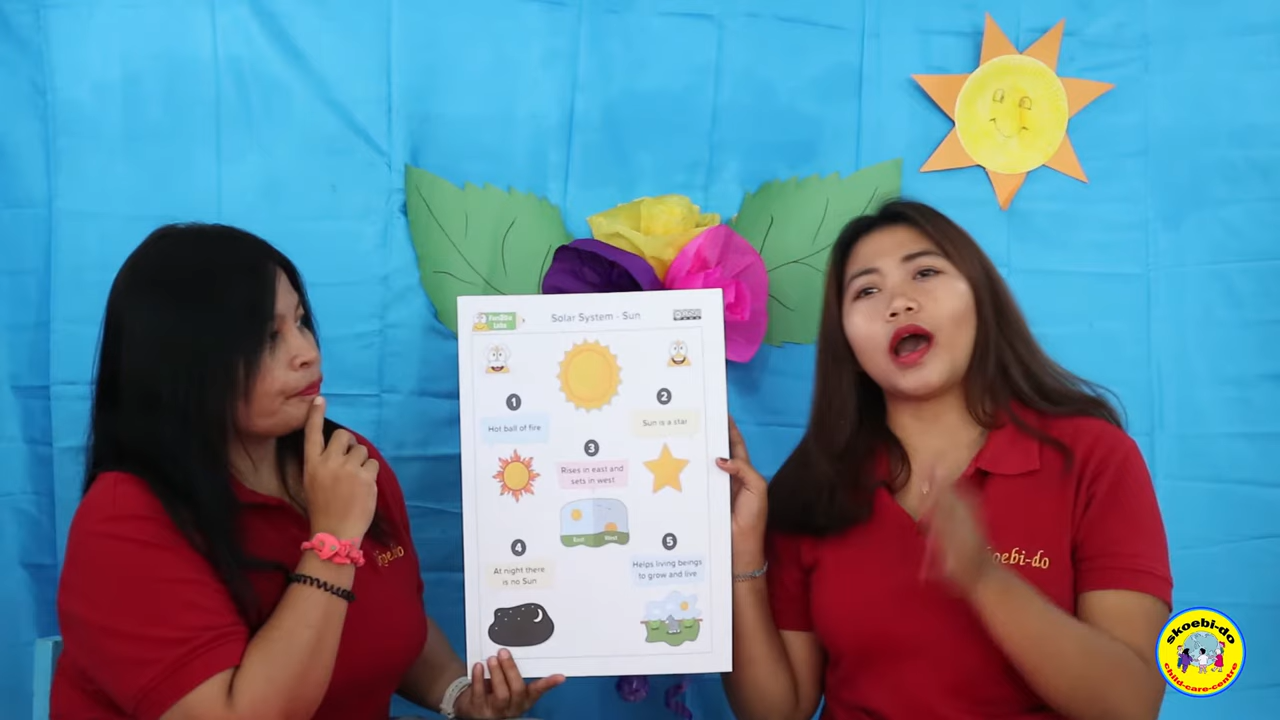 Solar System - Sun
1
Hot ball of fire
2
Sun is a star
3
Rises in east and
sets in west
East
West
4
At night there
is no Sun
5
Helps living beings
to grow and live
skoebi-do
skoebi-do
child-care-centre